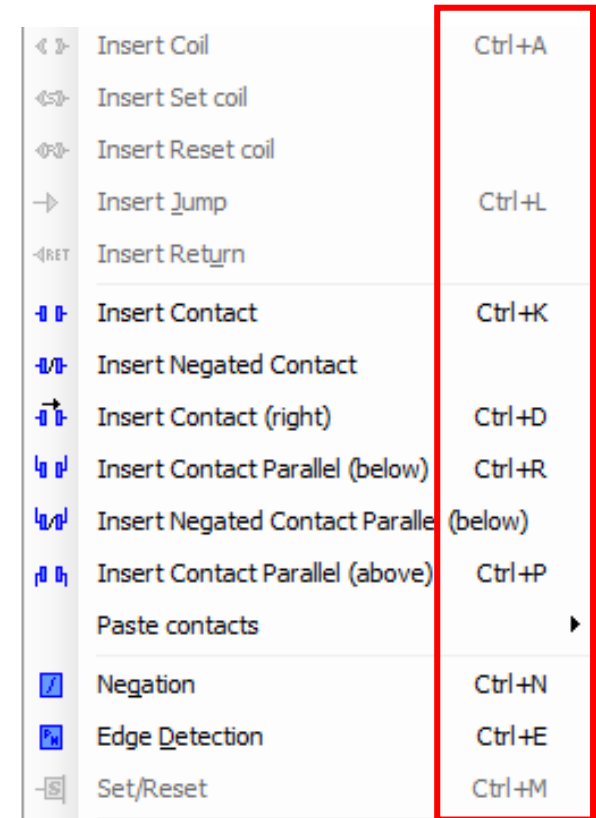 Insert Coil Ctrl+A
Insert Set coil
Insert Reset coil
Insert Jump Ctrl+L
RET Insert Return
Insert Contact Ctrl+K
Insert Negated Contact
Insert Contact (right) Ctrl+D
Insert Contact Parallel (below) Ctrl+R
Insert Negated Contact Parallel (below)
Insert Contact Parallel (above) Ctrl+P
Paste contacts
Negation Ctrl+N
Edge Detection Ctrl+E
S Set/Reset Ctrl+M